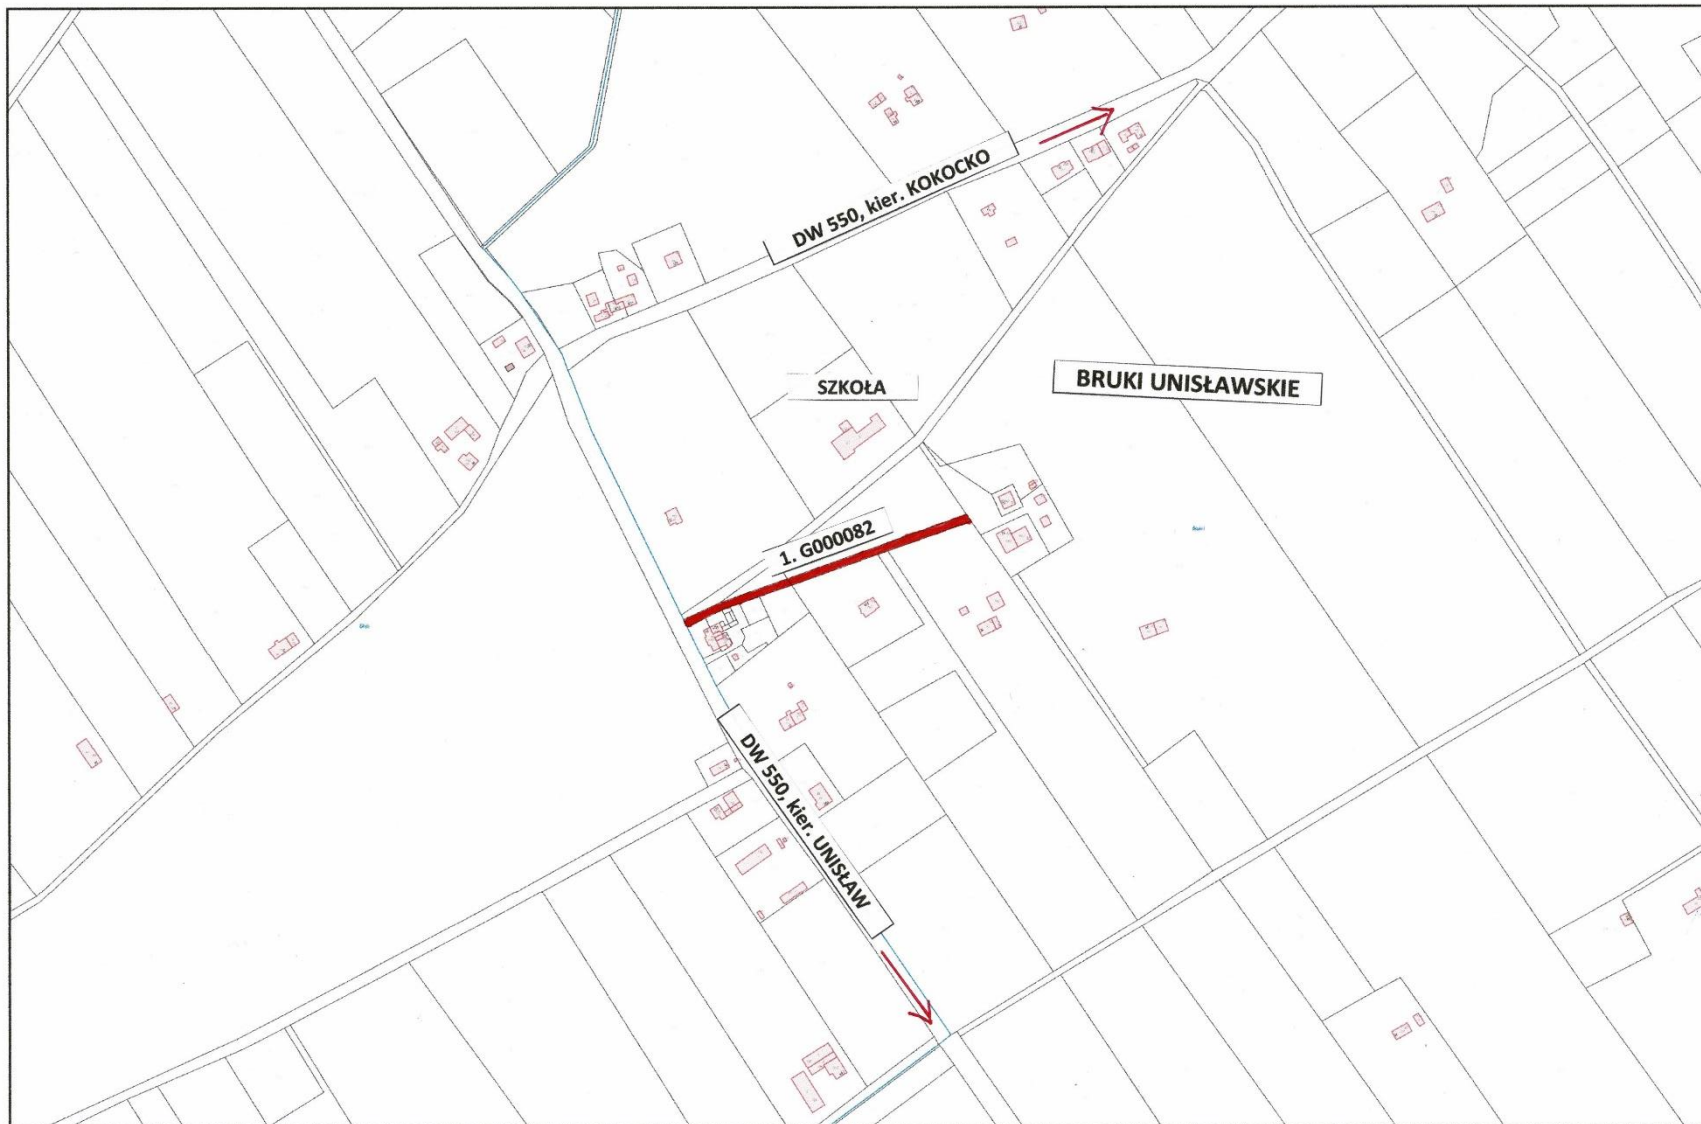 DW 550, kier. KOKOCKO
SZKOŁA
BRUKI UNISŁAWSKIE
1. G000082
DW 550, kier. UNISŁAW